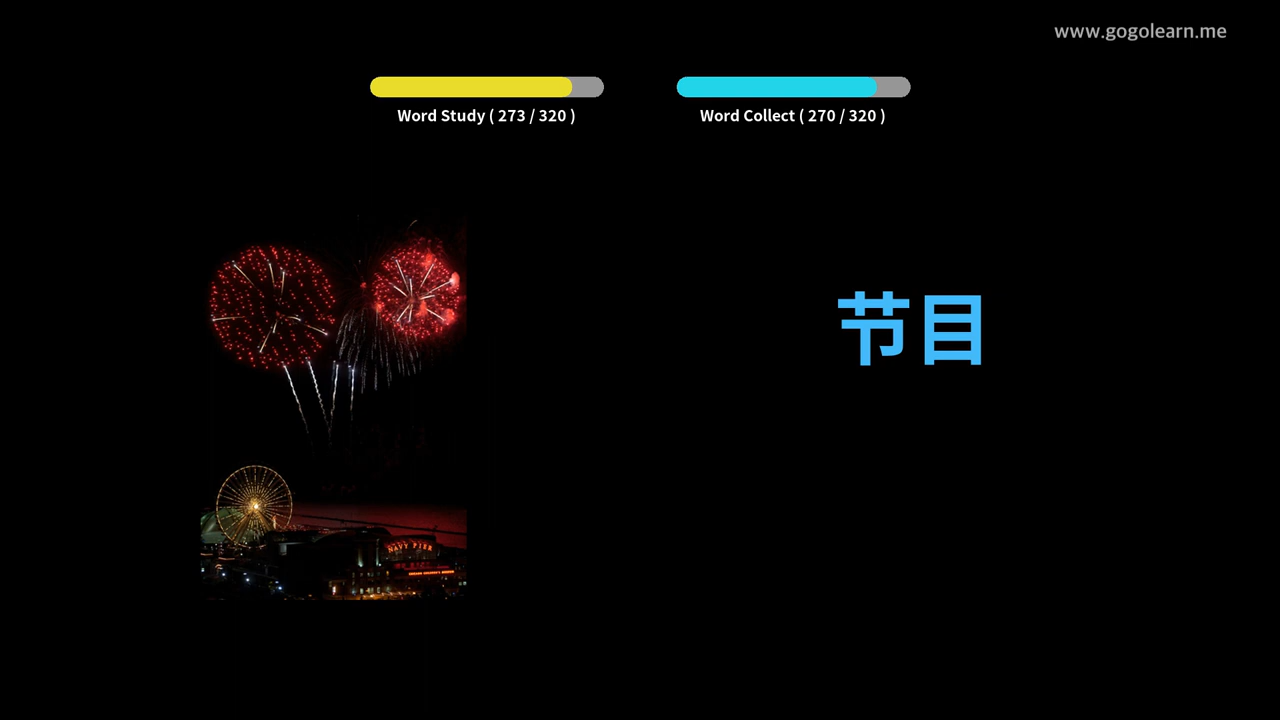 www.gogolearn.me
Word Study ( 273 / 320 )
Word Collect ( 270 / 320 )
节目
NAVY PIER